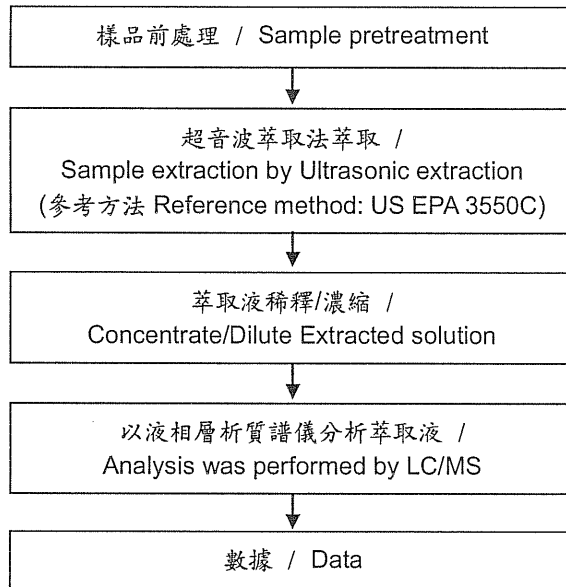 樣品前處理 / Sample pretreatment
超音波萃取法萃取 /
Sample extraction by Ultrasonic extraction
(參考方法 Reference method: US EPA 3550C)
萃取液稀釋/濃縮 /
Concentrate/Dilute Extracted solution
以液相層析質譜儀分析萃取液 /
Analysis was performed by LC/MS
數據 / Data